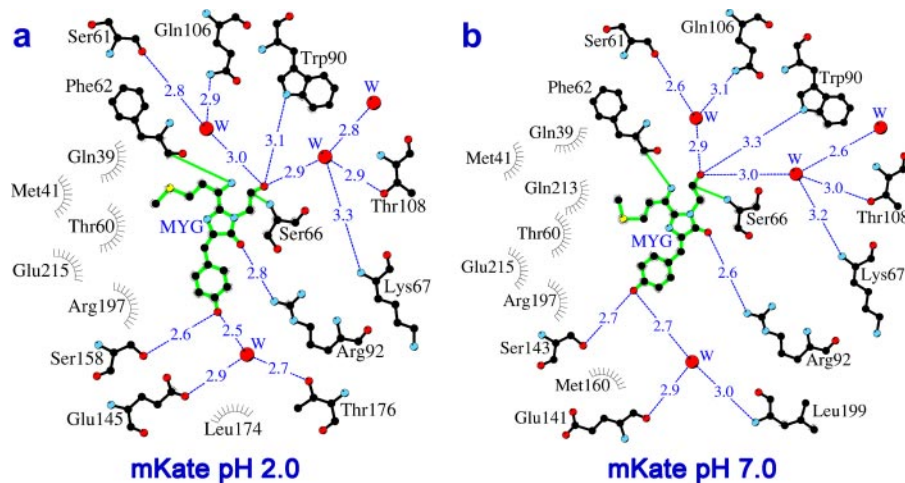 a
Ser61
Gln106
Trp90
Phe62
2.8
2.9
W
W
3.1
2.8
Gln39
3.0
2.9
W
2.9
Met41
Thr108
MYG
Ser66
3.3
Thr60
Glu215
2.8
Lys67
Arg197
2.6
2.5
Arg92
Ser158
W
2.9
2.7
Glu145
Thr176
Leu174
mKate pH 2.0
b
Ser61
Gln106
Trp90
Phe62
2.6
3.1
W
W
3.3
2.6
Gln39
2.9
W
Met41
3.0
3.0
Gln213
Thr108
Ser66
3.2
Thr60
MYG
Lys67
Glu215
2.6
Arg197
2.7
2.7
Ser143
Arg92
W
Met160
2.9
3.0
Glu141
Leu199
mKate pH 7.0